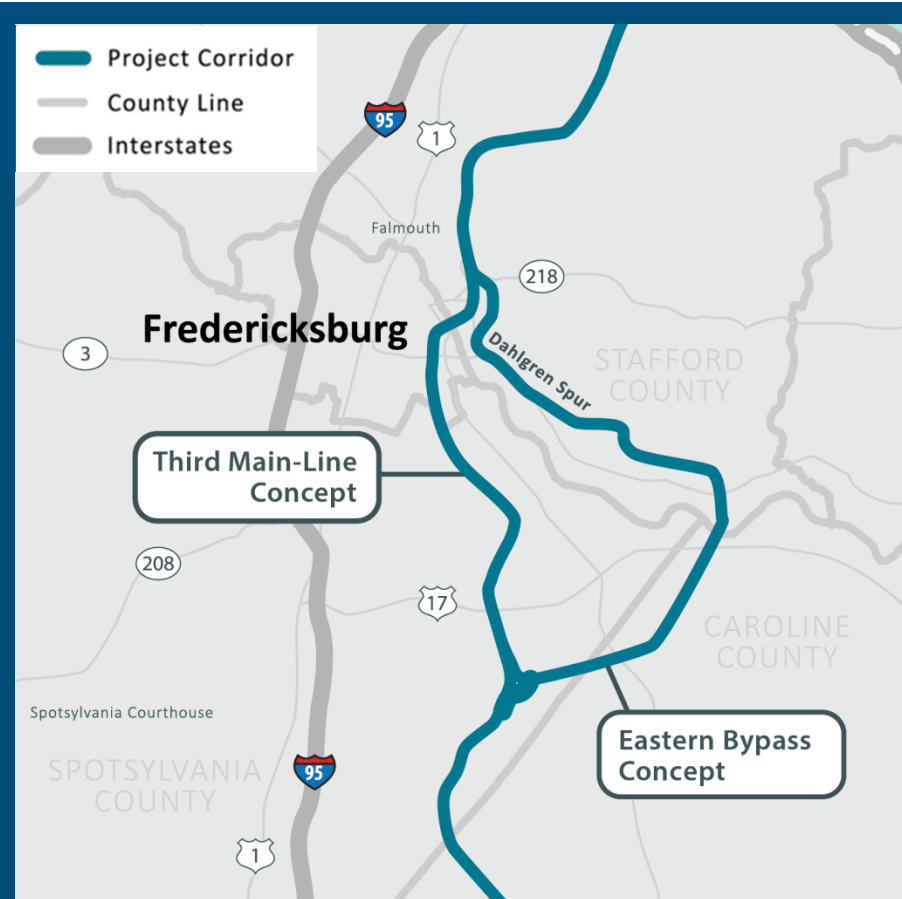 Project Corridor
County Line
Interstates
95
1
Falmouth
218
Fredericksburg
3
Dahlgren Spur
STAFFORD
COUNTY
Third Main-Line
Concept
208
17
CAROLINE
COUNTY
Spotsylvania Courthouse
Eastern Bypass
Concept
SPOTSYLVANIA
COUNTY
95
1